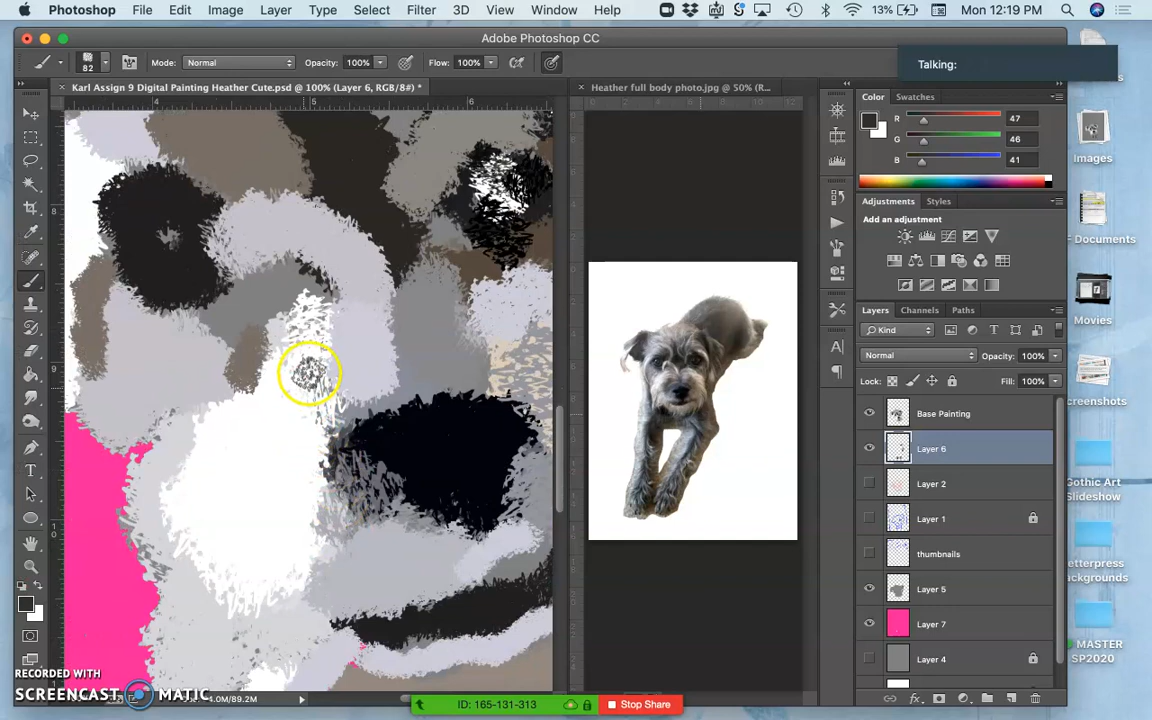 Photoshop File Edit Image Layer Type Select Filter 3D View Window Help 13% Mon 12:19 PM
Adobe Photoshop CC
82 Mode: Normal Opacity: 100% Flow: 100%
Talking:
Karl Assign 9 Digital Painting Heather Cute.psd @ 100% (Layer 6, RGB/8#) *
Heather full body photo.jpg @ 50% (R...
Color Swatches
R 47
G 46
B 41
Adjustments Styles
Add an adjustment
Layers Channels Paths
Kind
Normal Opacity: 100%
Lock: Fill: 100%
Base Painting
Layer 6
Layer 2
Layer 1
thumbnails
Layer 5
Layer 7
Layer 4
Images
Documents
Movies
Gothic Art
Slideshow
MASTER
SP2020
RECORDED WITH
SCREENCAST MATIC
ID: 165-131-313 Stop Share